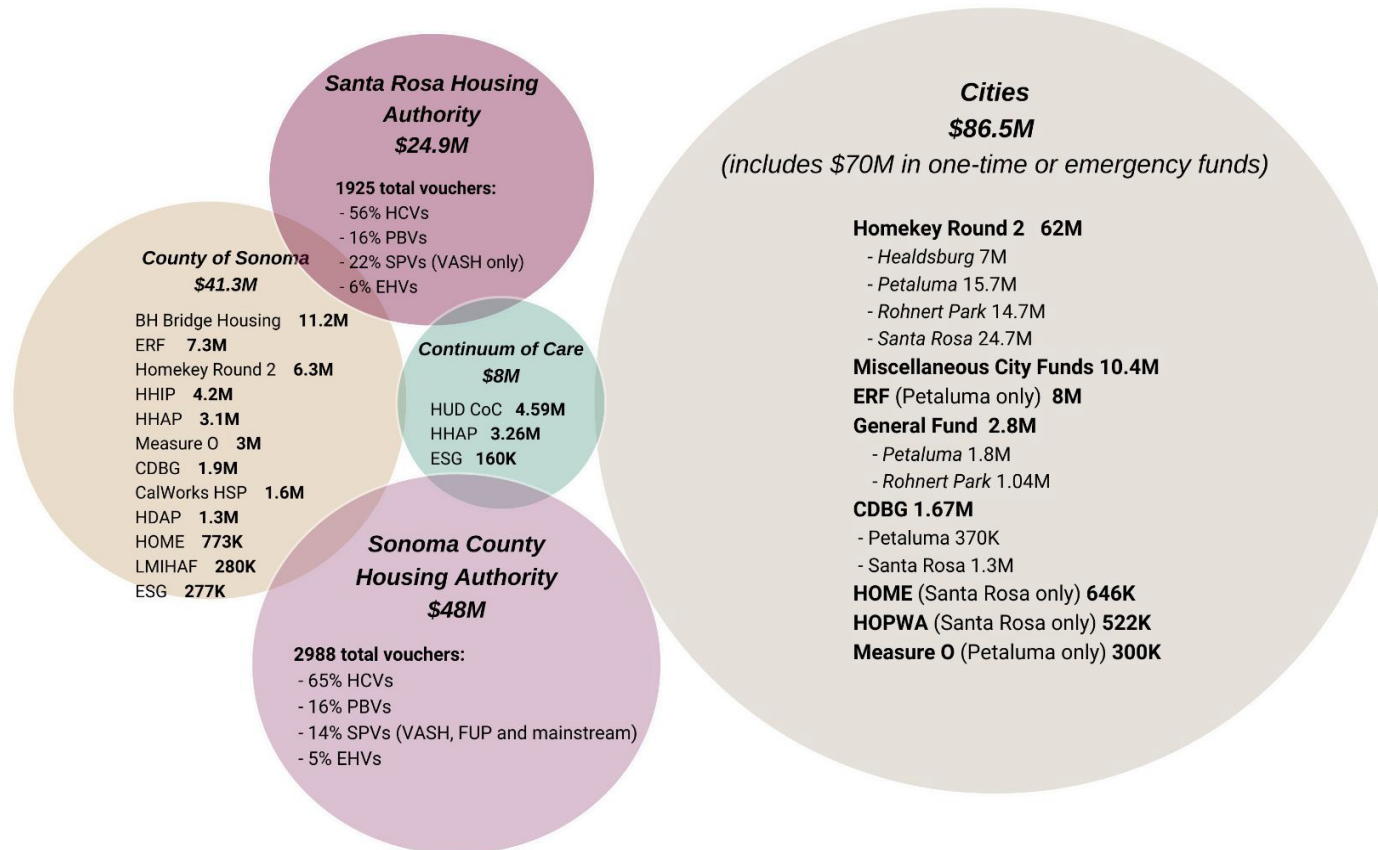 Santa Rosa Housing
Authority
$24.9M
1925 total vouchers:
- 56% HCVs
- 16% PBVs
- 22% SPVs (VASH only)
- 6% EHVs
County of Sonoma
$41.3M
BH Bridge Housing 11.2M
ERF 7.3M
Homekey Round 2 6.3M
HHIP 4.2M
HHAP 3.1M
Measure O 3M
CDBG 1.9M
CalWorks HSP 1.6M
HDAP 1.3M
HOME 773K
LMIHAF 280K
ESG 277K
Continuum of Care
$8M
HUD CoC 4.59M
HHAP 3.26M
ESG 160K
Sonoma County
Housing Authority
$48M
2988 total vouchers:
- 65% HCVs
- 16% PBVs
- 14% SPVs (VASH, FUP and mainstream)
- 5% EHVs
Cities
$86.5M
(includes $70M in one-time or emergency funds)
Homekey Round 2 62M
- Healdsburg 7M
- Petaluma 15.7M
- Rohnert Park 14.7M
- Santa Rosa 24.7M
Miscellaneous City Funds 10.4M
ERF (Petaluma only) 8M
General Fund 2.8M
- Petaluma 1.8M
- Rohnert Park 1.04M
CDBG 1.67M
- Petaluma 370K
- Santa Rosa 1.3M
HOME (Santa Rosa only) 646K
HOPWA (Santa Rosa only) 522K
Measure O (Petaluma only) 300K